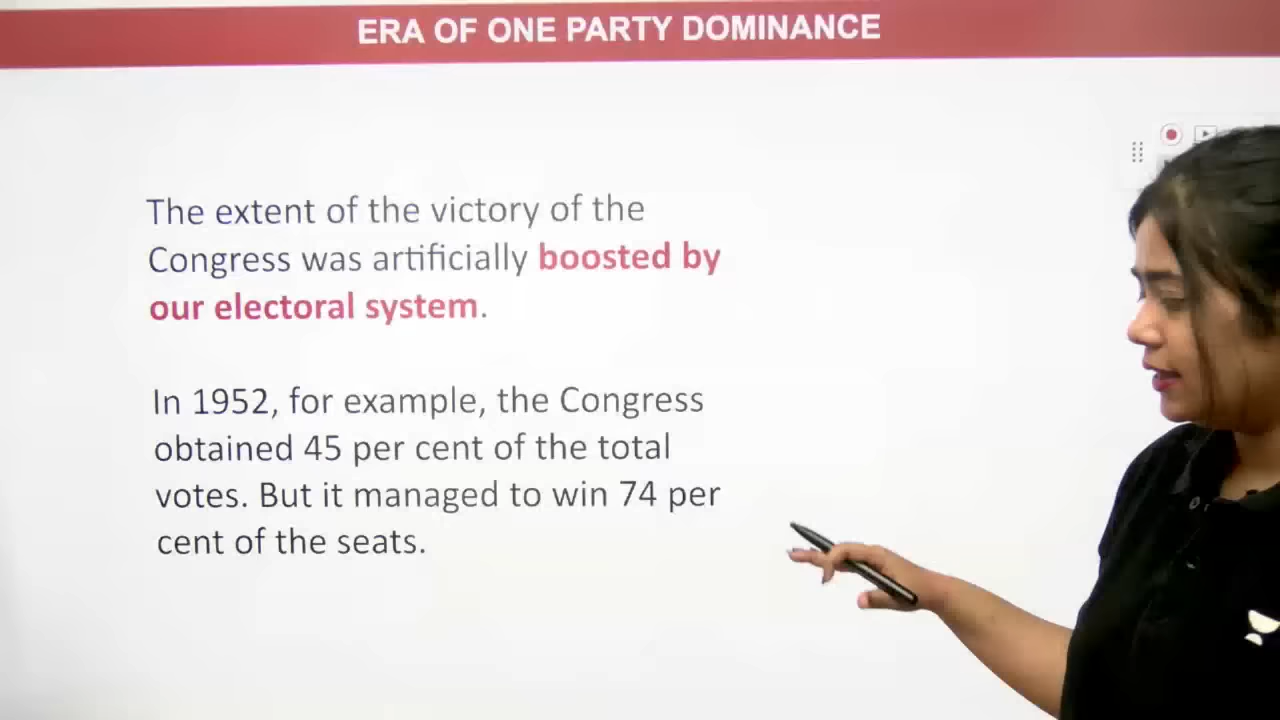 ERA OF ONE PARTY DOMINANCE
The extent of the victory of the
Congress was artificially boosted by
our electoral system.
In 1952, for example, the Congress
obtained 45 per cent of the total
votes. But it managed to win 74 per
cent of the seats.